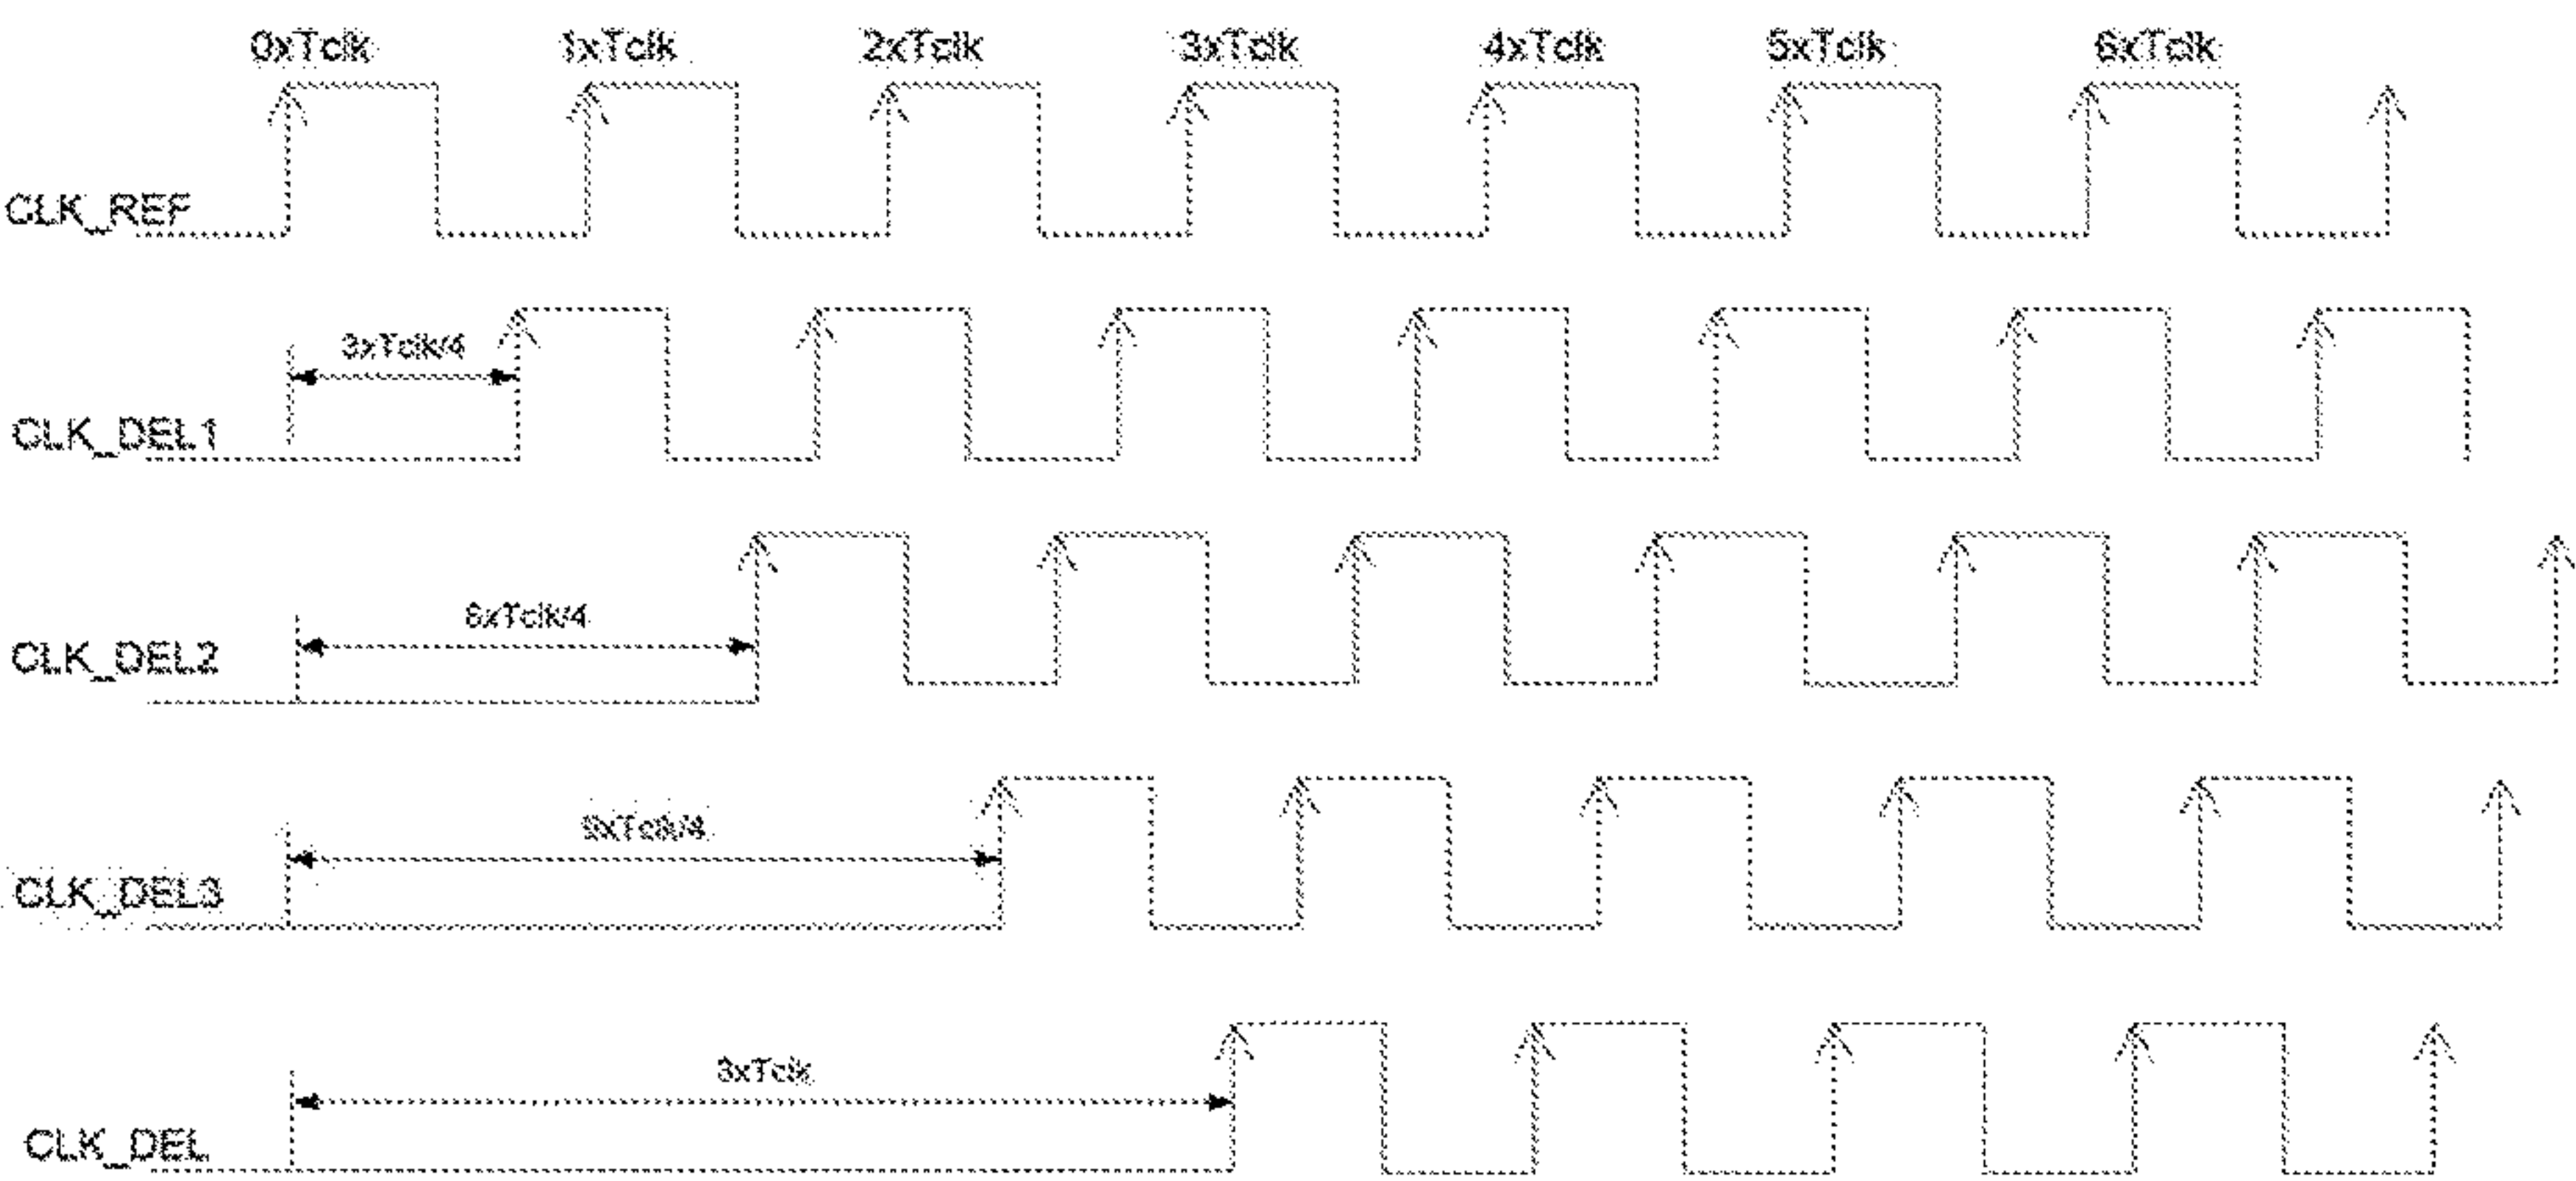 0xTclk 1xTclk 2xTclk 3xTclk 4xTclk 5xTclk 6xTclk
CLK_REF
3xTclk/4
CLK_DEL1
6xTclk/4
CLK_DEL2
9xTclk/4
CLK_DEL3
3xTclk
CLK_DEL